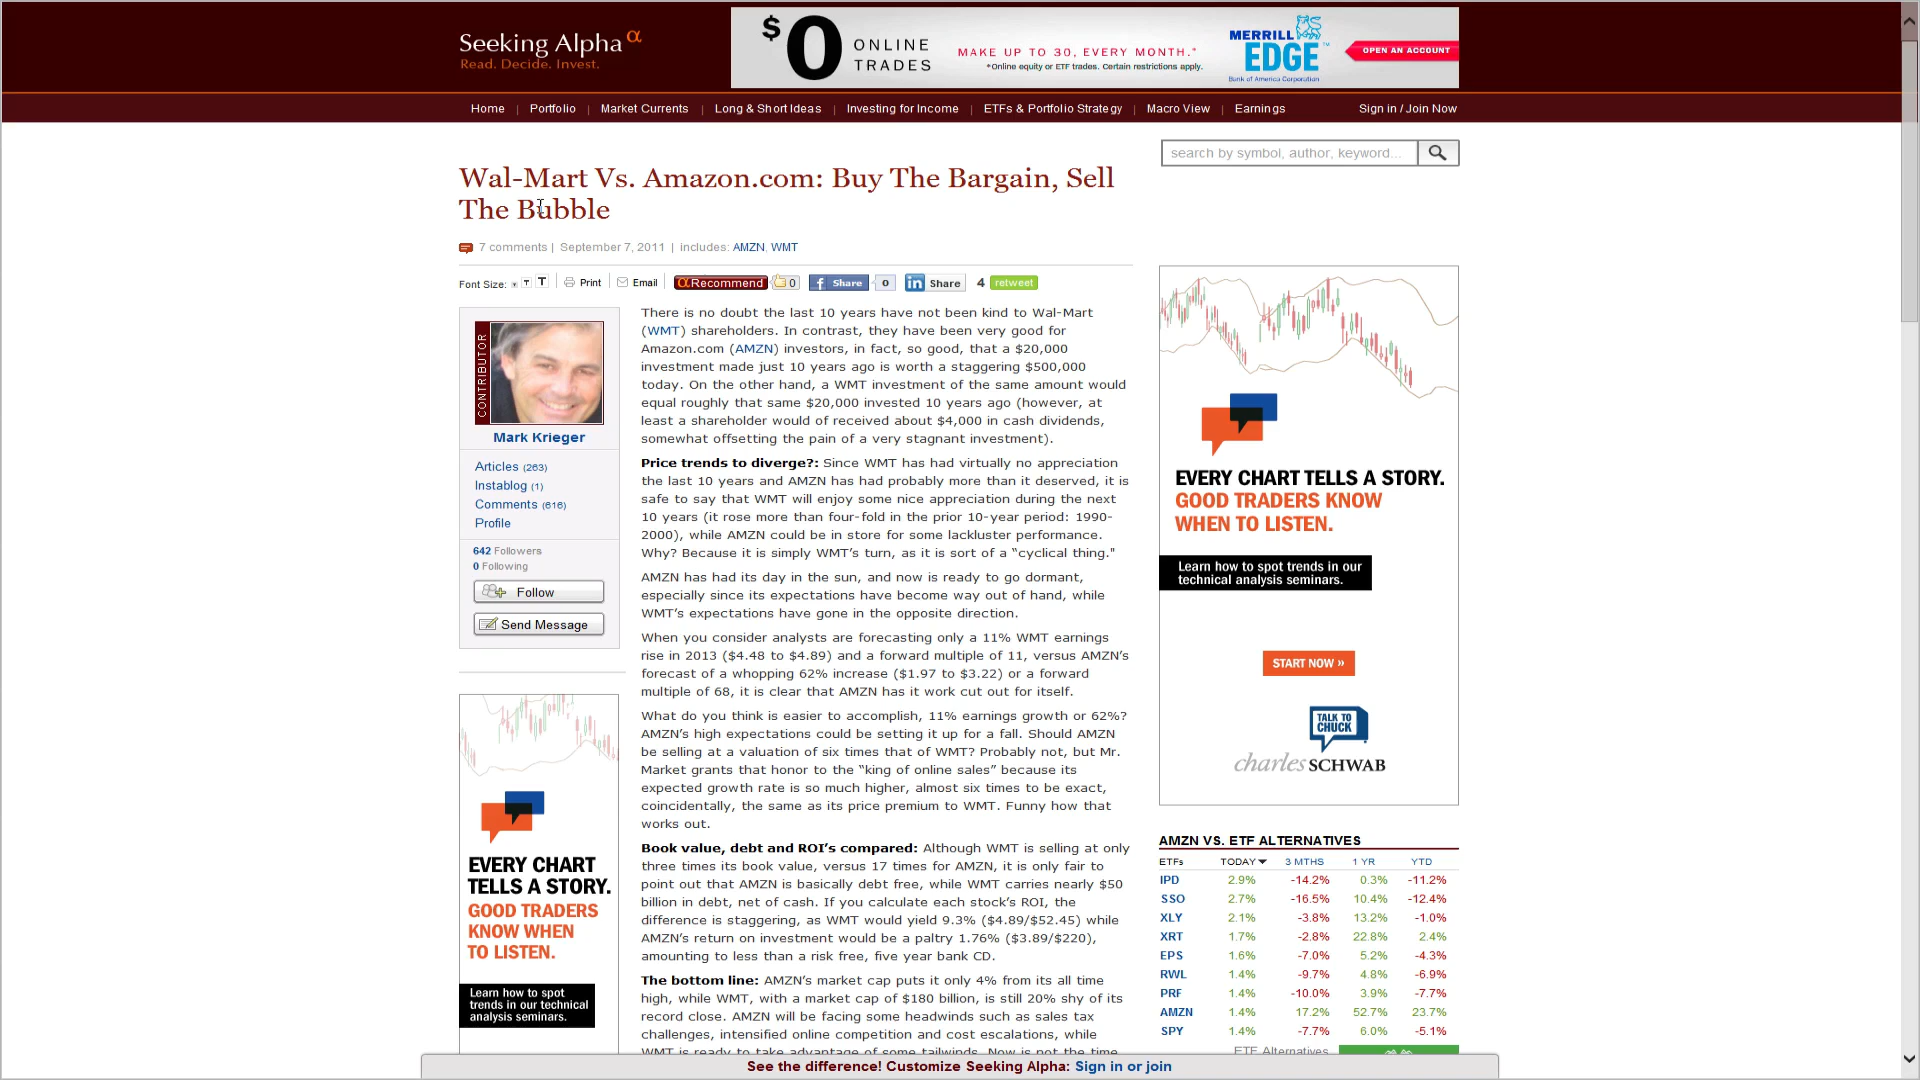 Seeking Alpha α
Read. Decide. Invest.
$0 ONLINE TRADES
MAKE UP TO 30, EVERY MONTH.*
*Online equity or ETF trades. Certain restrictions apply.
MERRILL EDGE™
Bank of America Corporation
OPEN AN ACCOUNT
Home | Portfolio | Market Currents | Long & Short Ideas | Investing for Income | ETFs & Portfolio Strategy | Macro View | Earnings
Sign in / Join Now
search by symbol, author, keyword...
Wal-Mart Vs. Amazon.com: Buy The Bargain, Sell
The Bubble
7 comments | September 7, 2011 | includes: AMZN, WMT
Font Size: T T T Print Email αRecommend 0 f Share 0 in Share 4 retweet
CONTRIBUTOR
Mark Krieger
Articles (263)
Instablog (1)
Comments (616)
Profile
642 Followers
0 Following
Follow
Send Message
There is no doubt the last 10 years have not been kind to Wal-Mart
(WMT) shareholders. In contrast, they have been very good for
Amazon.com (AMZN) investors, in fact, so good, that a $20,000
investment made just 10 years ago is worth a staggering $500,000
today. On the other hand, a WMT investment of the same amount would
equal roughly that same $20,000 invested 10 years ago (however, at
least a shareholder would of received about $4,000 in cash dividends,
somewhat offsetting the pain of a very stagnant investment).
Price trends to diverge?: Since WMT has had virtually no appreciation
the last 10 years and AMZN has had probably more than it deserved, it is
safe to say that WMT will enjoy some nice appreciation during the next
10 years (it rose more than four-fold in the prior 10-year period: 1990-
2000), while AMZN could be in store for some lackluster performance.
Why? Because it is simply WMT's turn, as it is sort of a “cyclical thing."
AMZN has had its day in the sun, and now is ready to go dormant,
especially since its expectations have become way out of hand, while
WMT's expectations have gone in the opposite direction.
When you consider analysts are forecasting only a 11% WMT earnings
rise in 2013 ($4.48 to $4.89) and a forward multiple of 11, versus AMZN's
forecast of a whopping 62% increase ($1.97 to $3.22) or a forward
multiple of 68, it is clear that AMZN has it work cut out for itself.
What do you think is easier to accomplish, 11% earnings growth or 62%?
AMZN's high expectations could be setting it up for a fall. Should AMZN
be selling at a valuation of six times that of WMT? Probably not, but Mr.
Market grants that honor to the “king of online sales” because its
expected growth rate is so much higher, almost six times to be exact,
coincidentally, the same as its price premium to WMT. Funny how that
works out.
Book value, debt and ROI's compared: Although WMT is selling at only
three times its book value, versus 17 times for AMZN, it is only fair to
point out that AMZN is basically debt free, while WMT carries nearly $50
billion in debt, net of cash. If you calculate each stock's ROI, the
difference is staggering, as WMT would yield 9.3% ($4.89/$52.45) while
AMZN's return on investment would be a paltry 1.76% ($3.89/$220),
amounting to less than a risk free, five year bank CD.
The bottom line: AMZN's market cap puts it only 4% from its all time
high, while WMT, with a market cap of $180 billion, is still 20% shy of its
record close. AMZN will be facing some headwinds such as sales tax
challenges, intensified online competition and cost escalations, while
WMT is ready to take advantage of some tailwinds. Now is not the time
EVERY CHART
TELLS A STORY.
GOOD TRADERS
KNOW WHEN
TO LISTEN.
Learn how to spot
trends in our technical
analysis seminars.
EVERY CHART TELLS A STORY.
GOOD TRADERS KNOW
WHEN TO LISTEN.
Learn how to spot trends in our
technical analysis seminars.
START NOW »
TALK TO CHUCK
charles SCHWAB
AMZN VS. ETF ALTERNATIVES
ETFs TODAY 3 MTHS 1 YR YTD
IPD 2.9% -14.2% 0.3% -11.2%
SSO 2.7% -16.5% 10.4% -12.4%
XLY 2.1% -3.8% 13.2% -1.0%
XRT 1.7% -2.8% 22.8% 2.4%
EPS 1.6% -7.0% 5.2% -4.3%
RWL 1.4% -9.7% 4.8% -6.9%
PRF 1.4% -10.0% 3.9% -7.7%
AMZN 1.4% 17.2% 52.7% 23.7%
SPY 1.4% -7.7% 6.0% -5.1%
ETF Alternatives
See the difference! Customize Seeking Alpha: Sign in or join